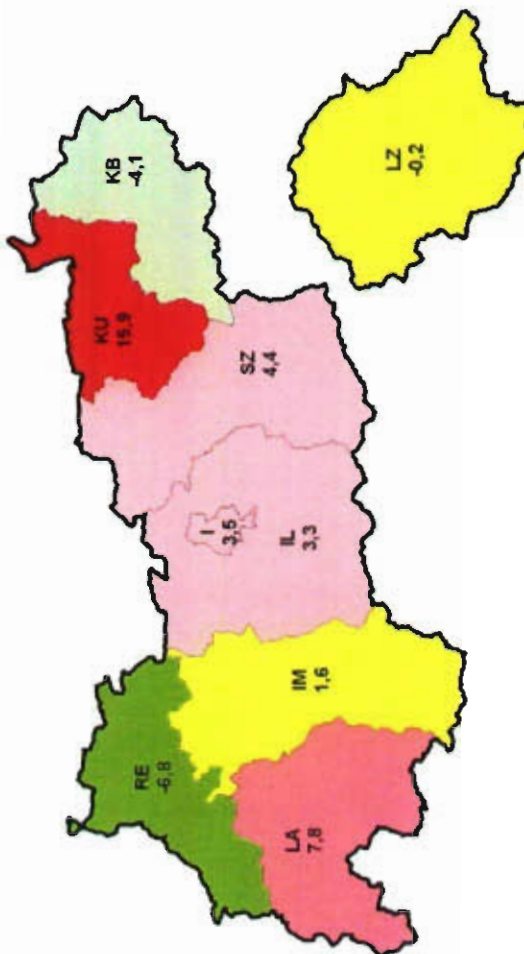 RE
-6,8
LA
7,8
IM
1,6
I
3,5
IL
3,3
SZ
4,4
KU
15,9
KB
-4,1
LZ
-0,2